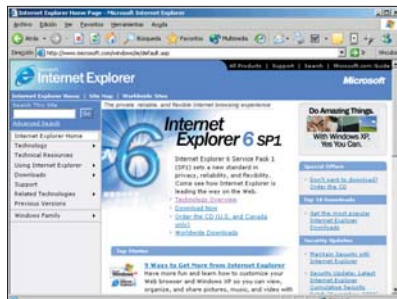 Internet Explorer Home Page - Microsoft Internet Explorer
Archivo Edición Ver Favoritos Herramientas Ayuda
Atrás Búsqueda Favoritos Multimedia
Dirección http://www.microsoft.com/windows/ie/default.asp
All Products | Support | Search | Microsoft.com Guide
Microsoft
Internet Explorer
Microsoft
Internet Explorer Home | Site Map | Worldwide Sites
Search This Site
Go
Advanced Search
Internet Explorer Home
Technology
Technical Resources
Using Internet Explorer
Downloads
Support
Related Technologies
Previous Versions
Windows Family
The private, reliable, and flexible Internet browsing experience
6
Internet
Explorer 6 SP1
Internet Explorer 6 Service Pack 1
(SP1) sets a new standard in
privacy, reliability, and flexibility.
Come see how Internet Explorer is
leading the way on the Web.
Technology Overview
Download Now
Order the CD (U.S. and Canada
only)
Worldwide Downloads
Top Stories
9 Ways to Get More from Internet Explorer
Have more fun and learn how to customize your
Web browser and Windows XP so you can view,
organize, and share pictures, music, and video with
Do Amazing Things.
With Windows XP,
Yes You Can.
Special Offers
Don't want to download?
Order the CD
Top 10 Downloads
Get the most popular
Internet Explorer
Downloads
Security Updates
Maintain Security with
Internet Explorer
Security Update: Latest
Internet Explorer
Cumulative Security